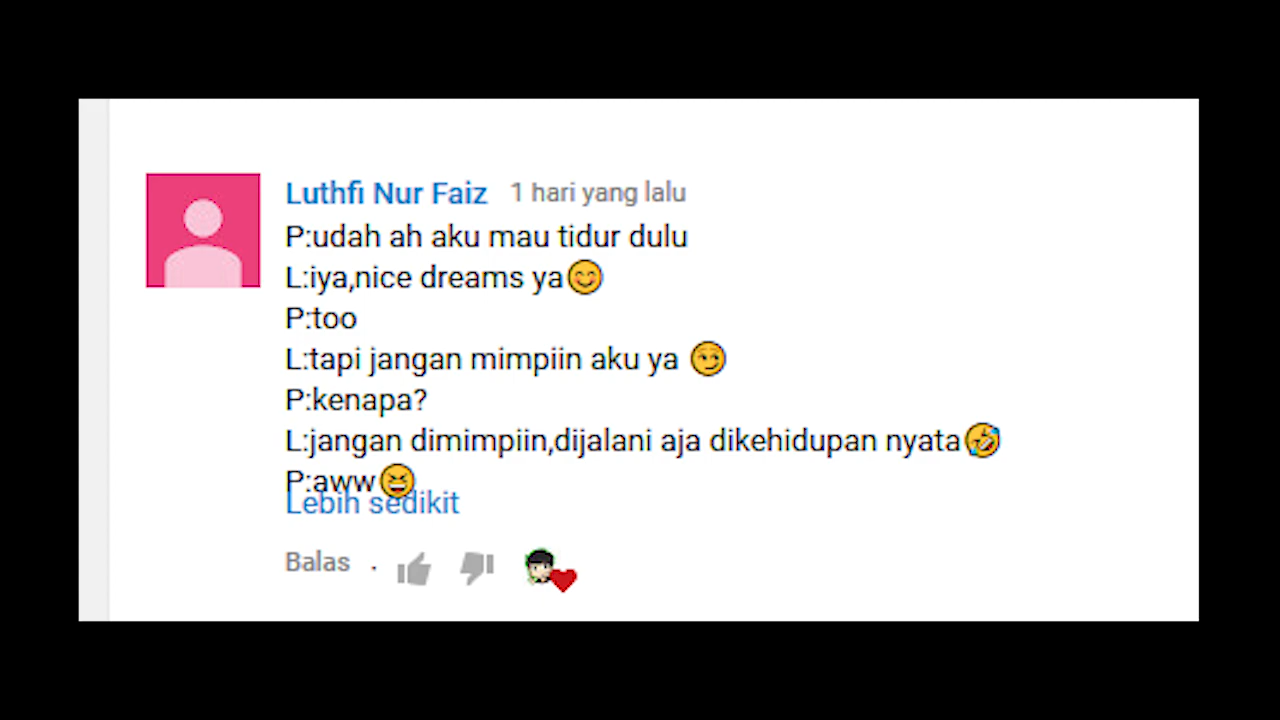 Luthfi Nur Faiz 1 hari yang lalu
P:udah ah aku mau tidur dulu
L:iya,nice dreams ya😊
P:too
L:tapi jangan mimpiin aku ya 😏
P:kenapa?
L:jangan dimimpiin,dijalani aja dikehidupan nyata🤣
P:aww😆
Lebih sedikit
Balas .